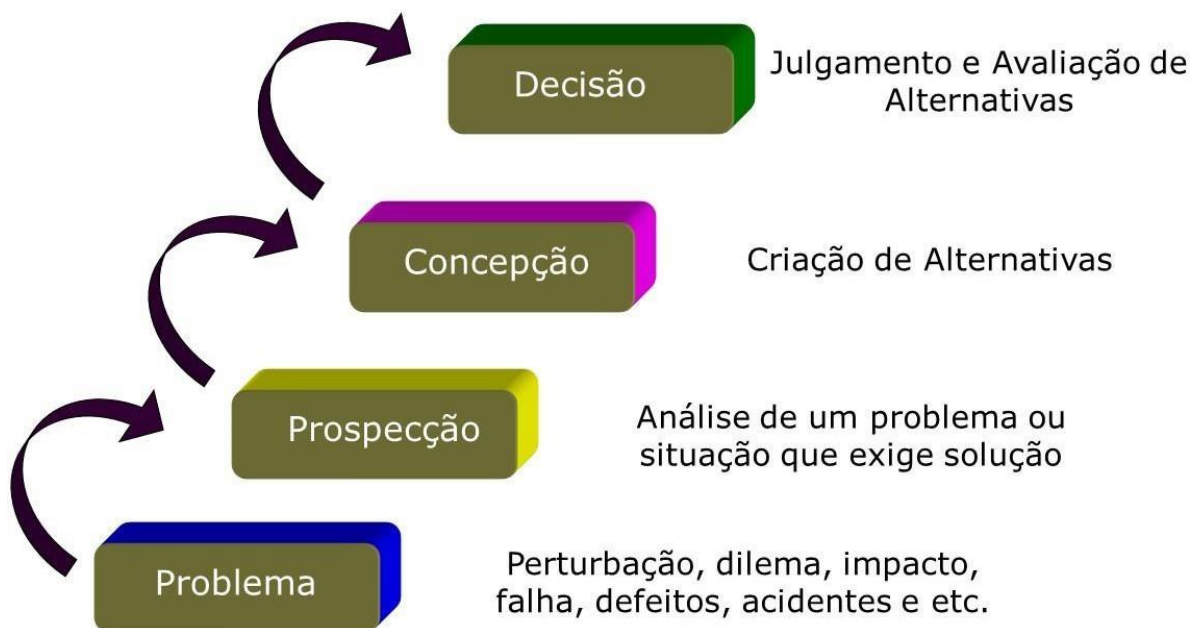 Decisão
Julgamento e Avaliação de
Alternativas
Concepção
Criação de Alternativas
Prospecção
Análise de um problema ou
situação que exige solução
Problema
Perturbação, dilema, impacto,
falha, defeitos, acidentes e etc.